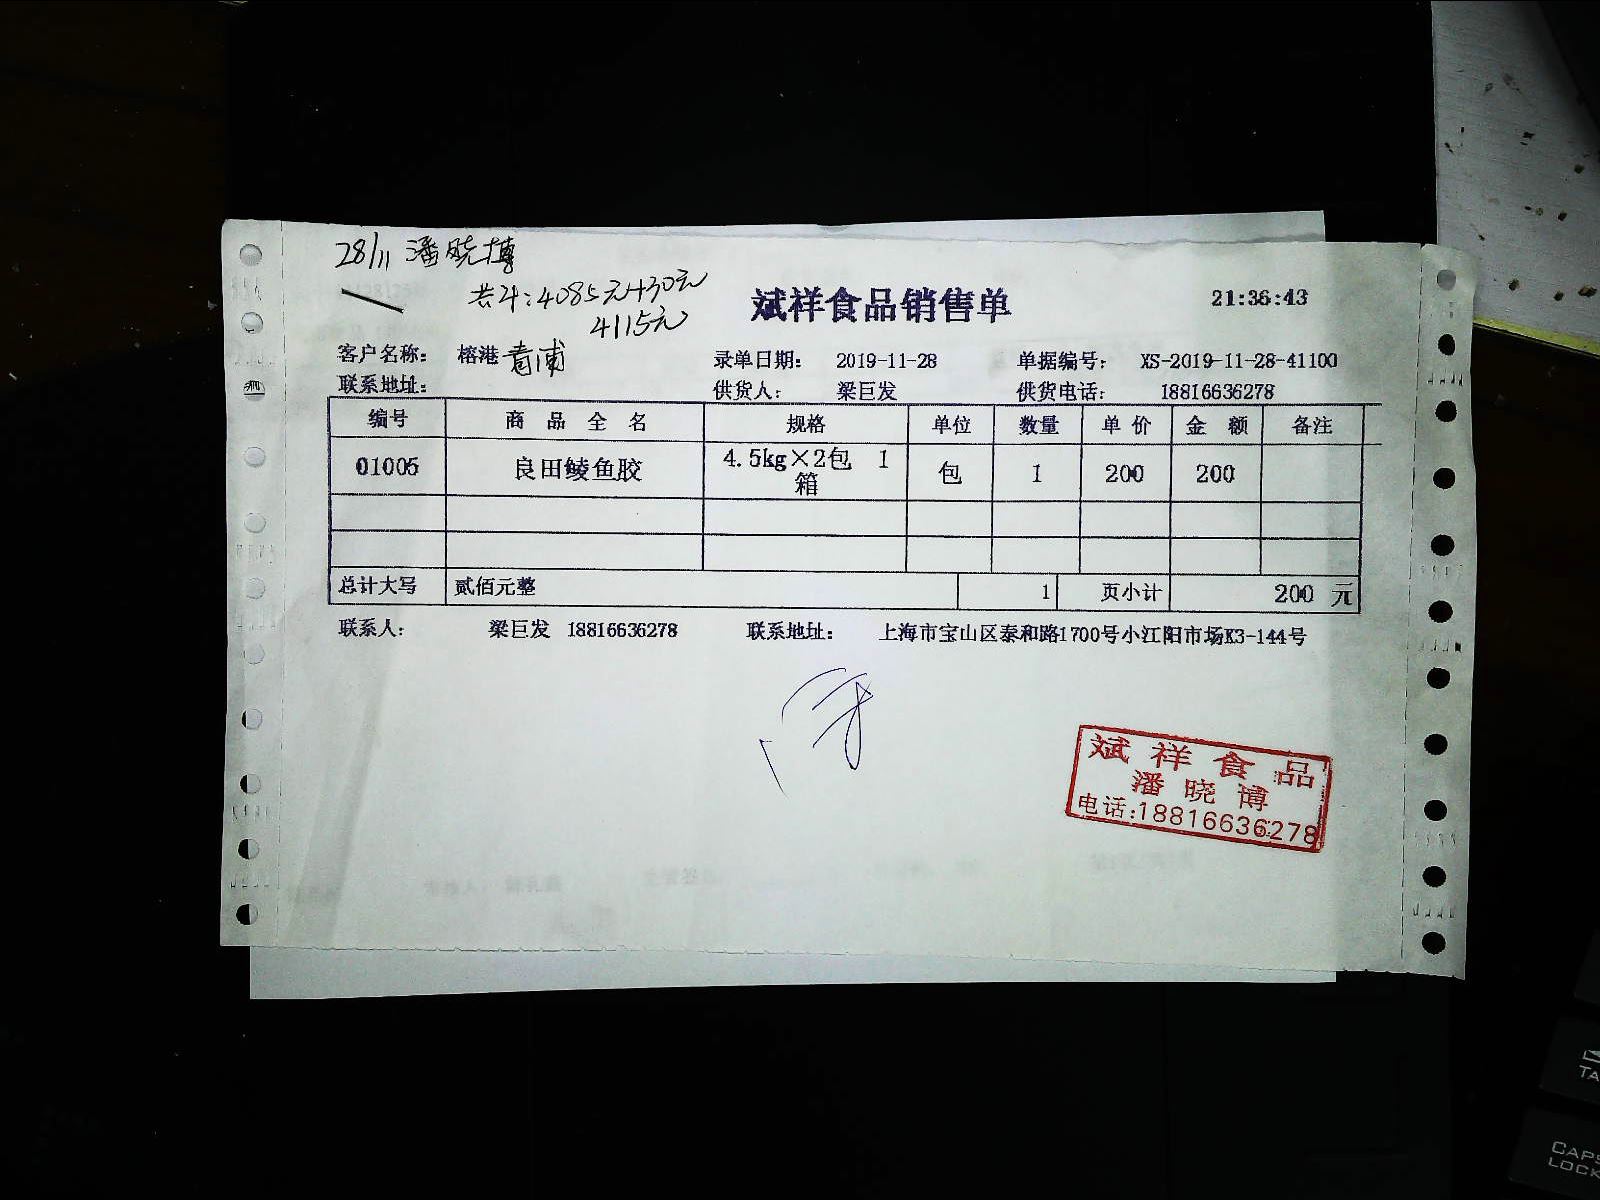 28/11 潘晓博
共计:4085元+30元
4115元
斌祥食品销售单 21:36:43
客户名称: 榕港 青浦 录单日期: 2019-11-28 单据编号: XS-2019-11-28-41100
联系地址: 供货人: 梁巨发 供货电话: 18816636278
编号 商品全名 规格 单位 数量 单价 金额 备注
01005 良田鲮鱼胶 4.5kg×2包 1箱 包 1 200 200
总计大写 贰佰元整 1 页小计 200 元
联系人: 梁巨发 18816636278 联系地址: 上海市宝山区泰和路1700号小江阳市场K3-144号
斌祥食品
潘晓博
电话:18816636278
CAPS
LOCK